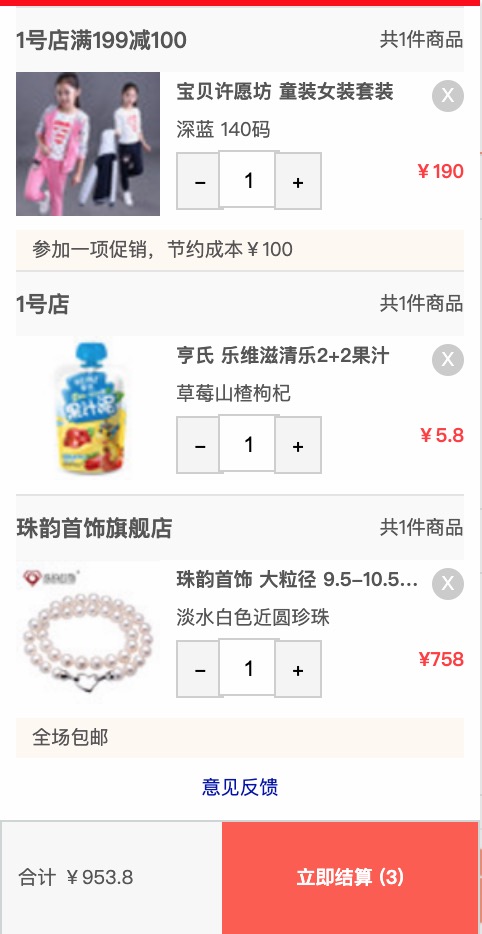 1号店满199减100
共1件商品
宝贝许愿坊 童装女装套装
X
深蓝 140码
¥ 190
– 1 +
参加一项促销，节约成本 ¥ 100
1号店
共1件商品
亨氏 乐维滋清乐2+2果汁
X
草莓山楂枸杞
¥ 5.8
– 1 +
果汁泥
珠韵首饰旗舰店
共1件商品
珠韵首饰 大粒径 9.5–10.5...
X
淡水白色近圆珍珠
¥758
– 1 +
全场包邮
意见反馈
合计 ¥ 953.8
立即结算 (3)